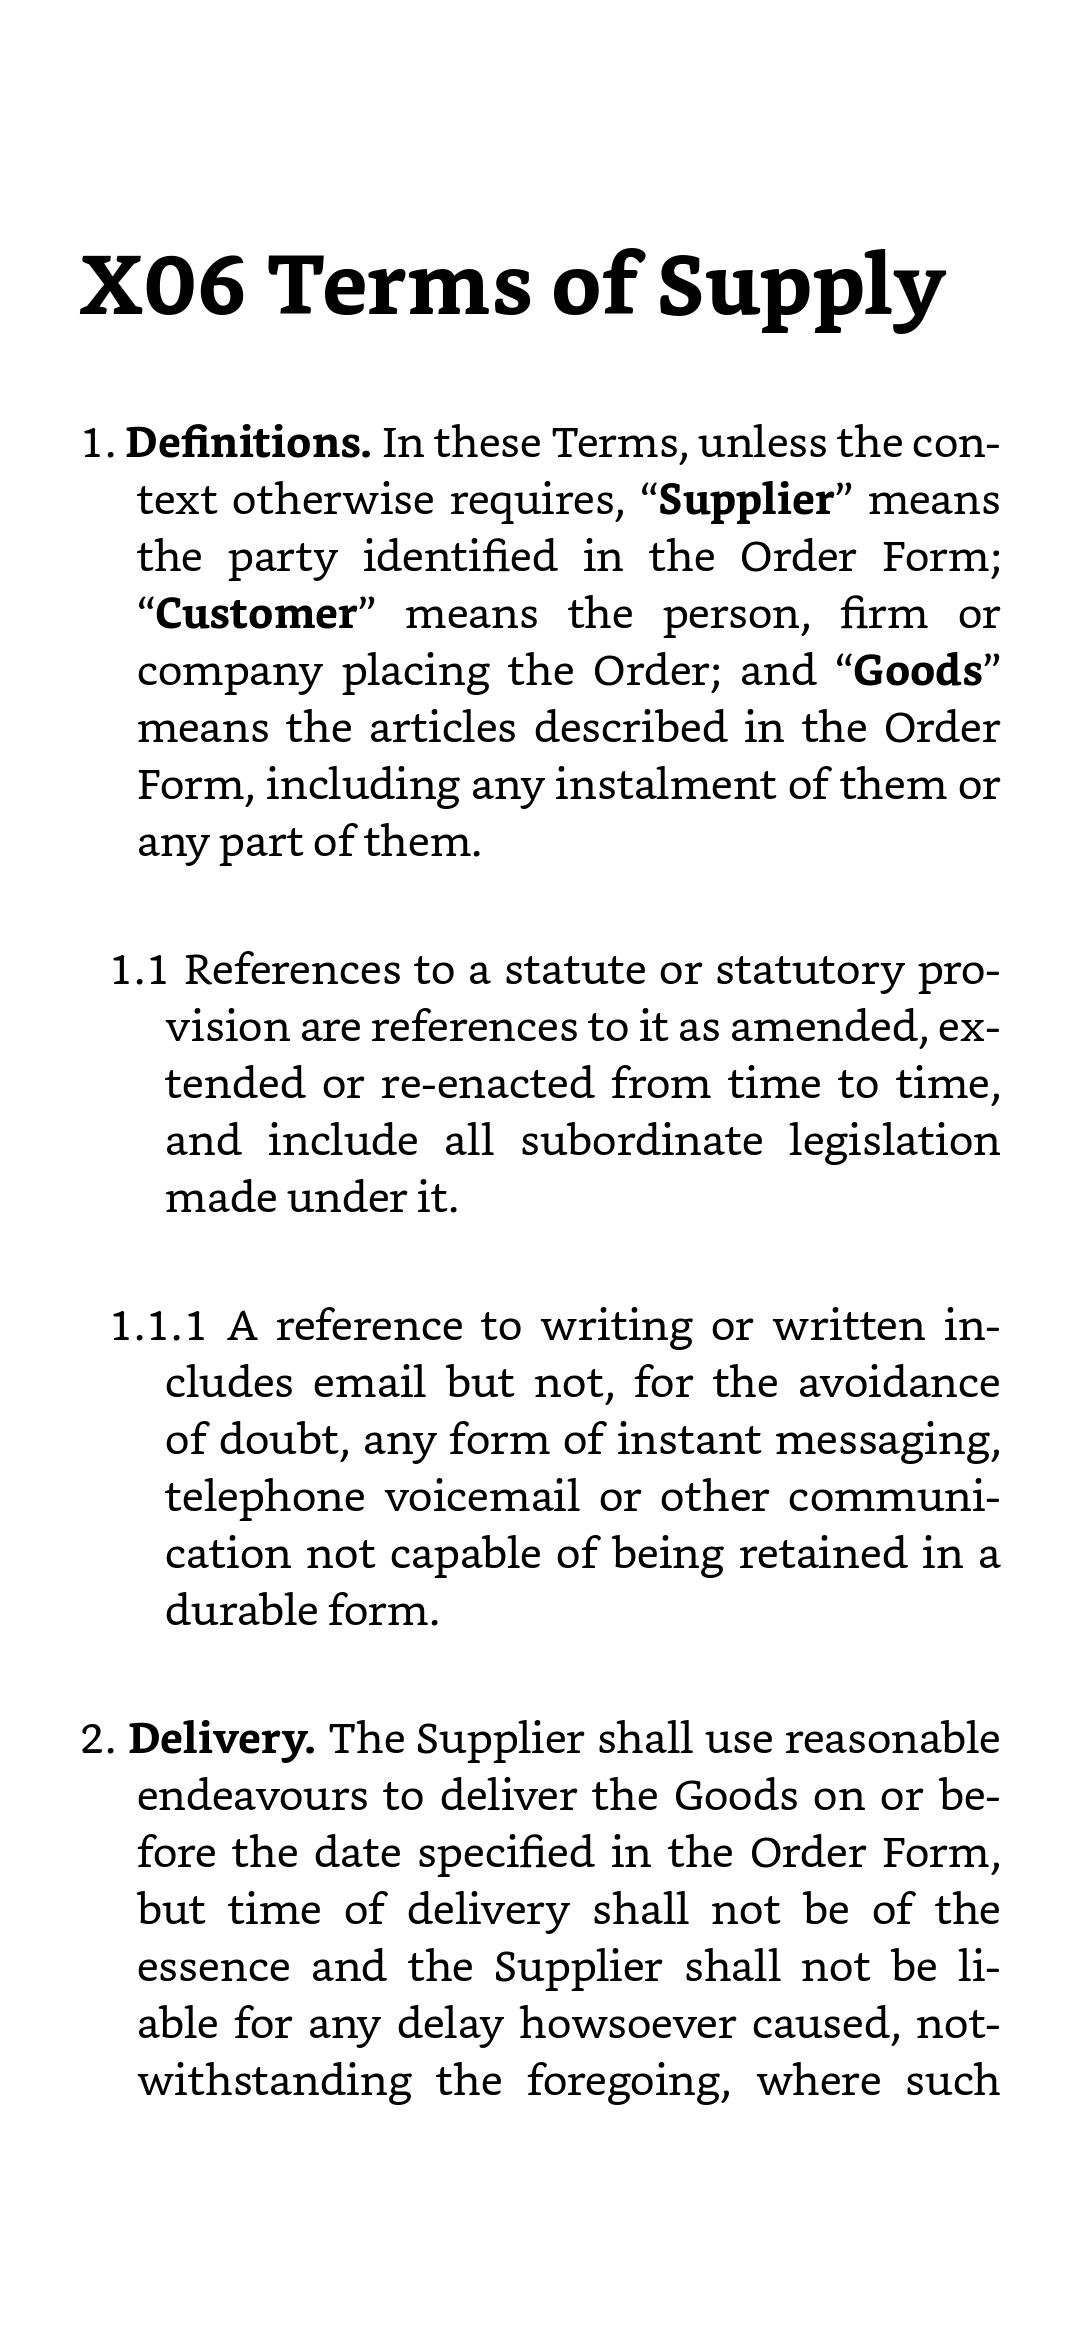 X06 Terms of Supply
1. Definitions. In these Terms, unless the con-
text otherwise requires, “Supplier” means
the party identified in the Order Form;
“Customer” means the person, firm or
company placing the Order; and “Goods”
means the articles described in the Order
Form, including any instalment of them or
any part of them.
1.1 References to a statute or statutory pro-
vision are references to it as amended, ex-
tended or re-enacted from time to time,
and include all subordinate legislation
made under it.
1.1.1 A reference to writing or written in-
cludes email but not, for the avoidance
of doubt, any form of instant messaging,
telephone voicemail or other communi-
cation not capable of being retained in a
durable form.
2. Delivery. The Supplier shall use reasonable
endeavours to deliver the Goods on or be-
fore the date specified in the Order Form,
but time of delivery shall not be of the
essence and the Supplier shall not be li-
able for any delay howsoever caused, not-
withstanding the foregoing, where such